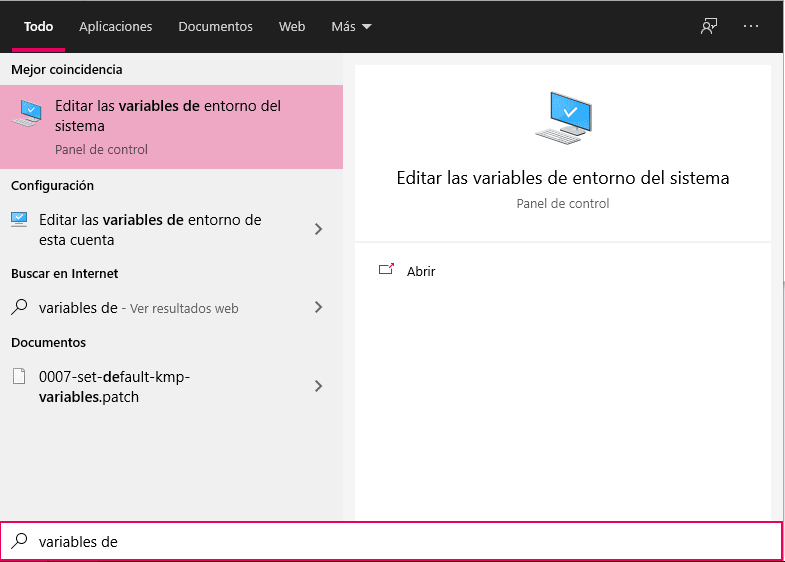 Todo Aplicaciones Documentos Web Más
Mejor coincidencia
Editar las variables de entorno del
sistema
Panel de control
Configuración
Editar las variables de entorno de
esta cuenta
Buscar en Internet
variables de - Ver resultados web
Documentos
0007-set-default-kmp-
variables.patch
Editar las variables de entorno del sistema
Panel de control
Abrir
variables de